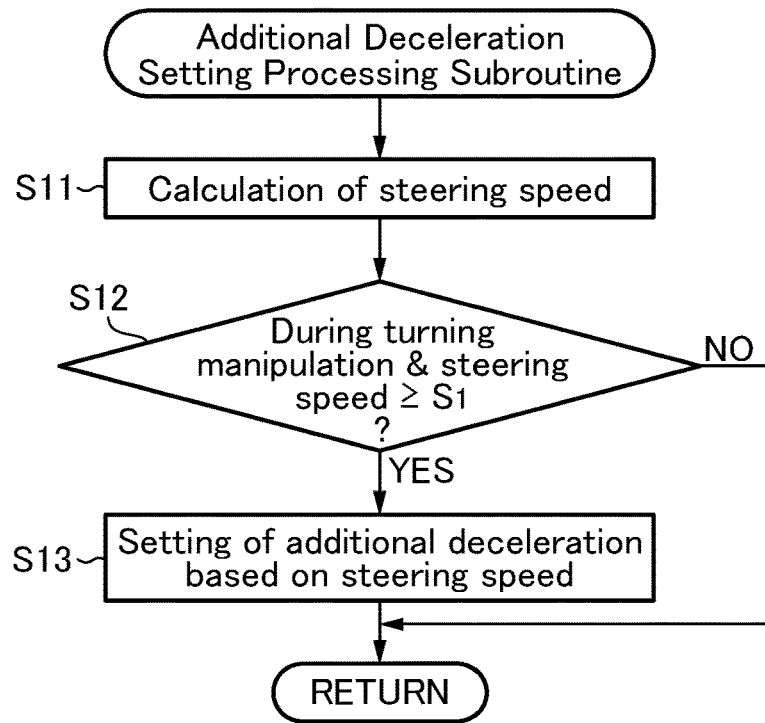 Additional Deceleration
Setting Processing Subroutine
S11
Calculation of steering speed
S12
During turning
manipulation & steering
speed ≥ S1
?
NO
YES
S13
Setting of additional deceleration
based on steering speed
RETURN